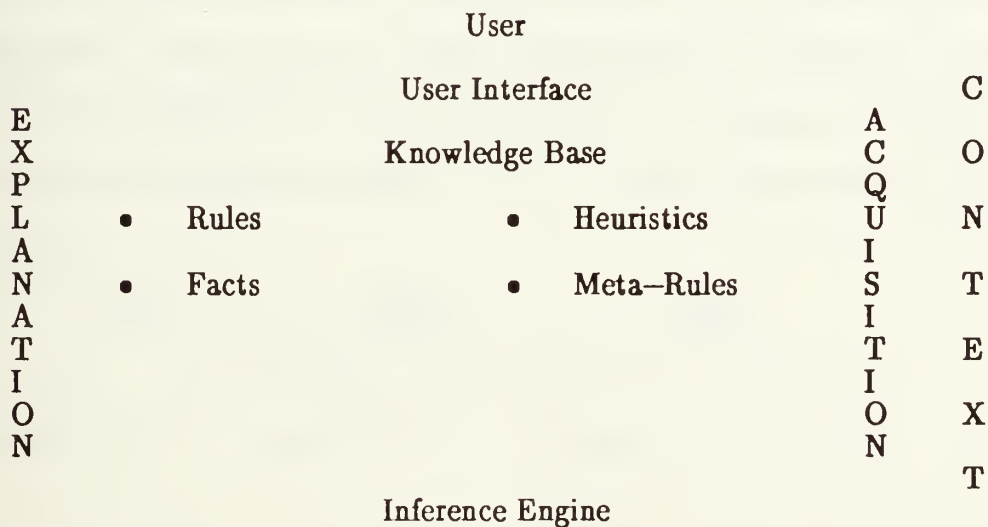 User
User Interface
Knowledge Base
• Rules
• Heuristics
• Facts
• Meta—Rules
EXPLANATION
ACQUISITION
CONTEXT
Inference Engine